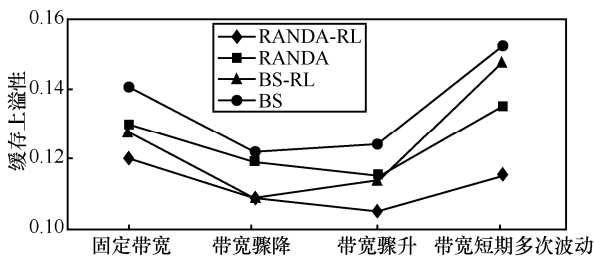 0.16
0.14
0.12
0.10
缓存上溢性
RANDA-RL
RANDA
BS-RL
BS
固定带宽
带宽骤降
带宽骤升
带宽短期多次波动